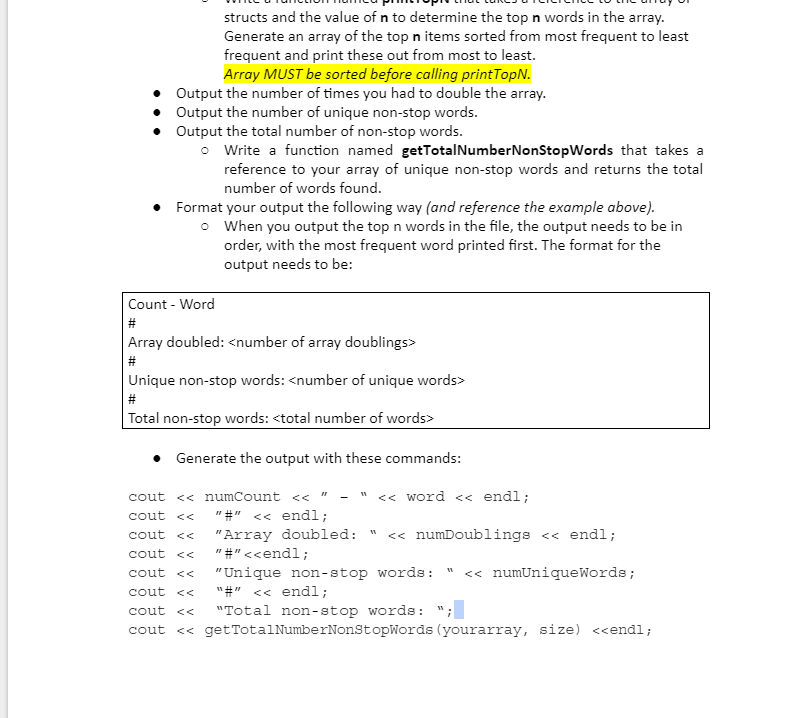 structs and the value of n to determine the top n words in the array.
Generate an array of the top n items sorted from most frequent to least
frequent and print these out from most to least.
Array MUST be sorted before calling printTopN.
● Output the number of times you had to double the array.
● Output the number of unique non-stop words.
● Output the total number of non-stop words.
○ Write a function named getTotalNumberNonStopWords that takes a
reference to your array of unique non-stop words and returns the total
number of words found.
● Format your output the following way (and reference the example above).
○ When you output the top n words in the file, the output needs to be in
order, with the most frequent word printed first. The format for the
output needs to be:
Count - Word
#
Array doubled: <number of array doublings>
#
Unique non-stop words: <number of unique words>
#
Total non-stop words: <total number of words>
● Generate the output with these commands:
cout << numCount << ” – “ << word << endl;
cout << ”#” << endl;
cout << ”Array doubled: “ << numDoublings << endl;
cout << ”#”<<endl;
cout << ”Unique non-stop words: “ << numUniqueWords;
cout << “#” << endl;
cout << “Total non-stop words: “;
cout << getTotalNumberNonStopWords(yourarray, size) <<endl;